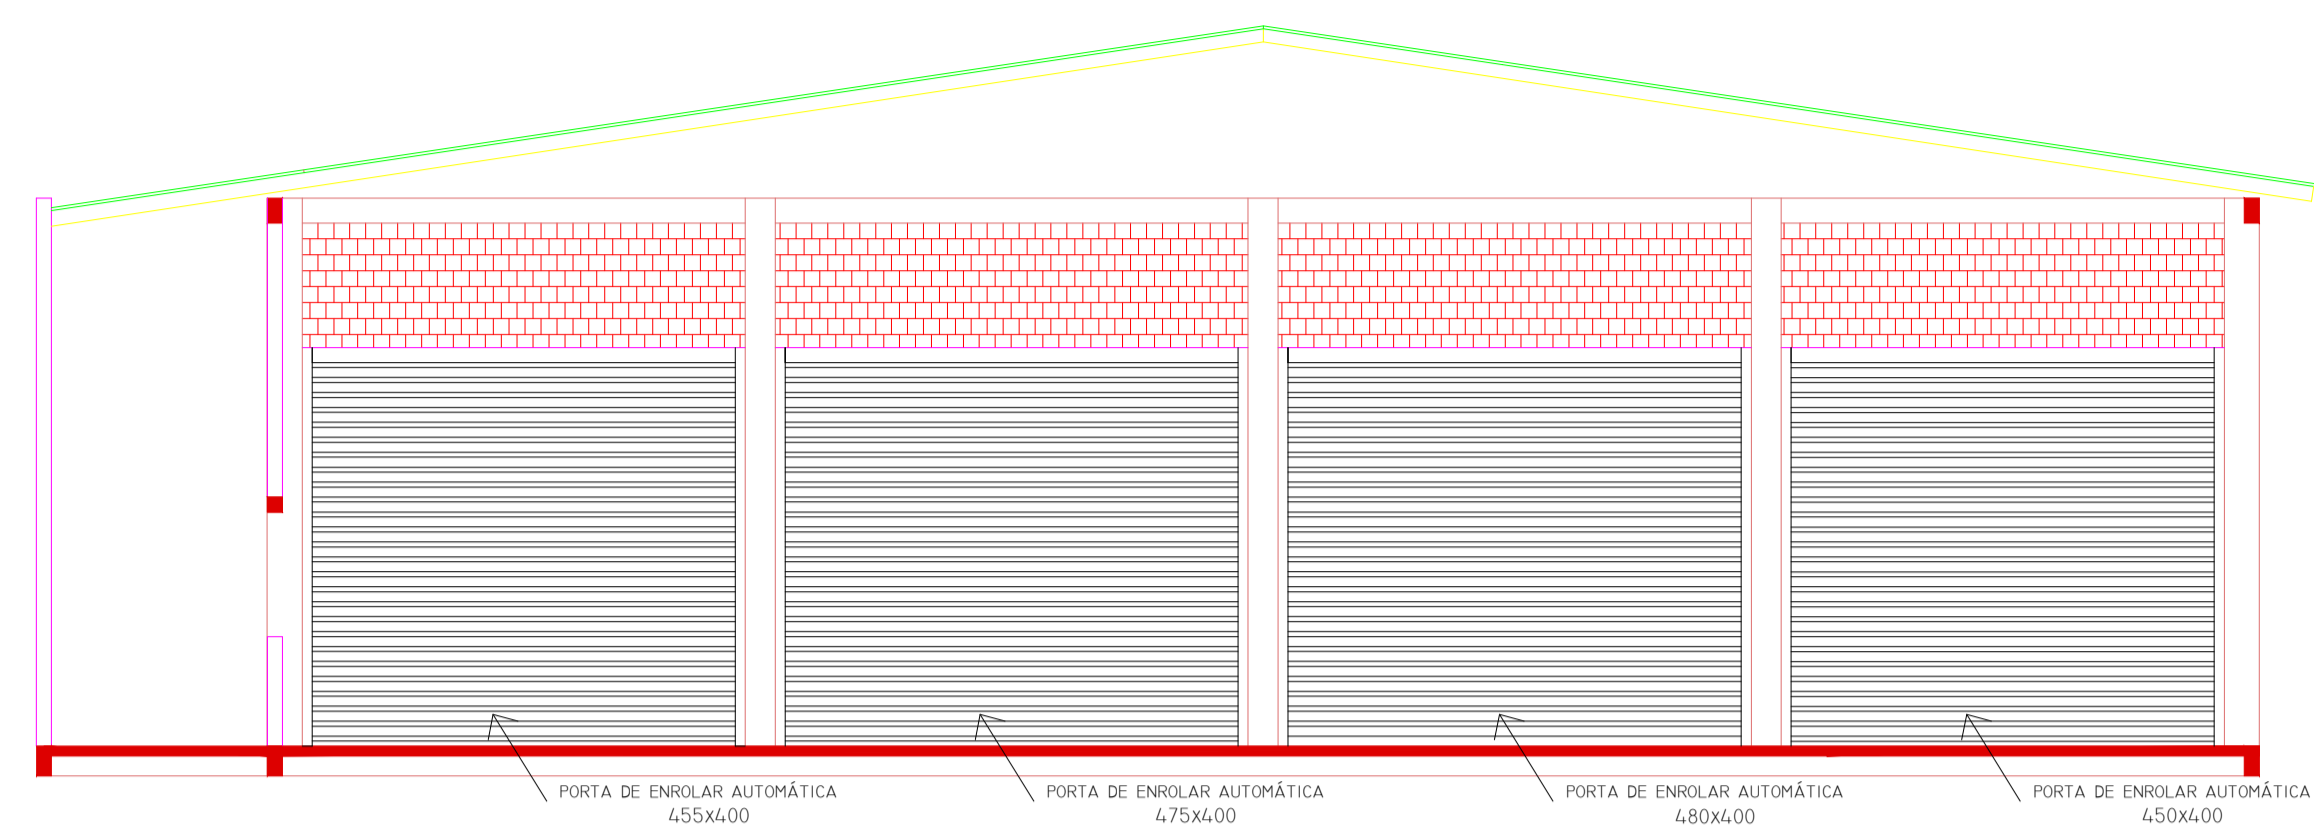 PORTA DE ENROLAR AUTOMÁTICA
455x400
PORTA DE ENROLAR AUTOMÁTICA
475x400
PORTA DE ENROLAR AUTOMÁTICA
480x400
PORTA DE ENROLAR AUTOMÁTICA
450x400